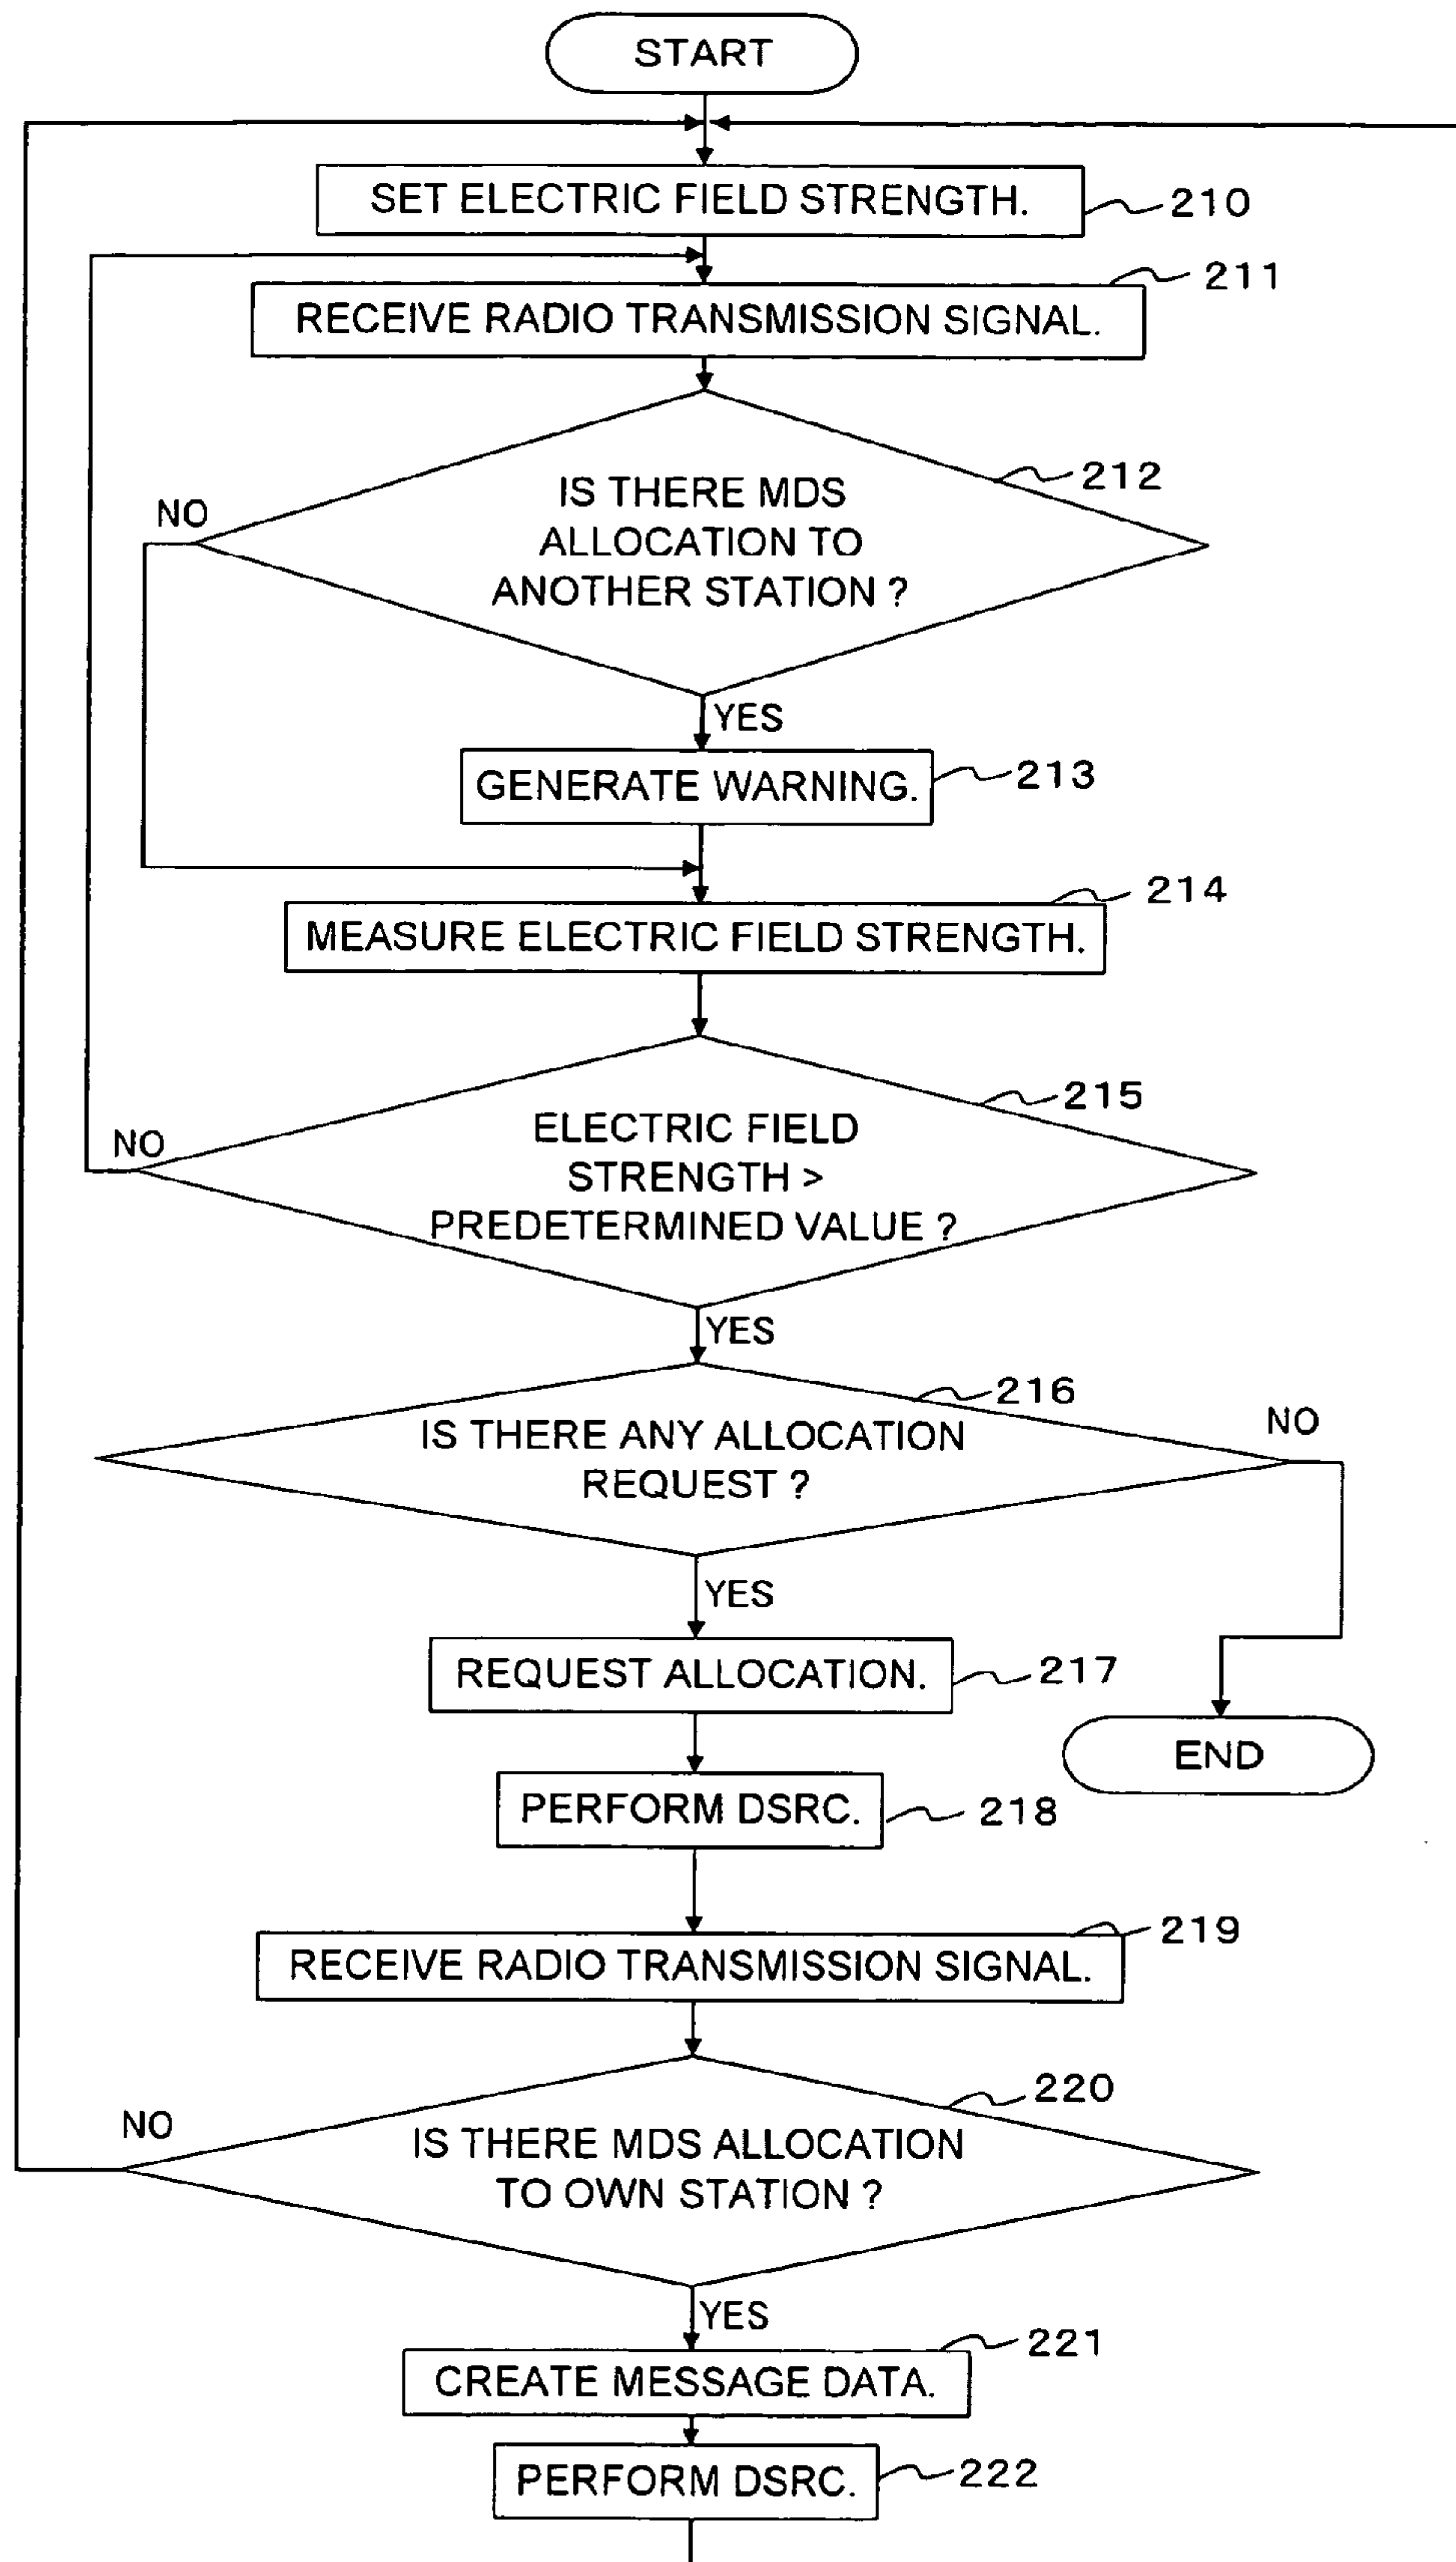 START
SET ELECTRIC FIELD STRENGTH.
210
211
RECEIVE RADIO TRANSMISSION SIGNAL.
212
NO
IS THERE MDS
ALLOCATION TO
ANOTHER STATION ?
YES
GENERATE WARNING.
213
214
MEASURE ELECTRIC FIELD STRENGTH.
215
NO
ELECTRIC FIELD
STRENGTH >
PREDETERMINED VALUE ?
YES
216
NO
IS THERE ANY ALLOCATION
REQUEST ?
YES
REQUEST ALLOCATION.
217
END
PERFORM DSRC.
218
219
RECEIVE RADIO TRANSMISSION SIGNAL.
220
NO
IS THERE MDS ALLOCATION
TO OWN STATION ?
YES
221
CREATE MESSAGE DATA.
PERFORM DSRC.
222